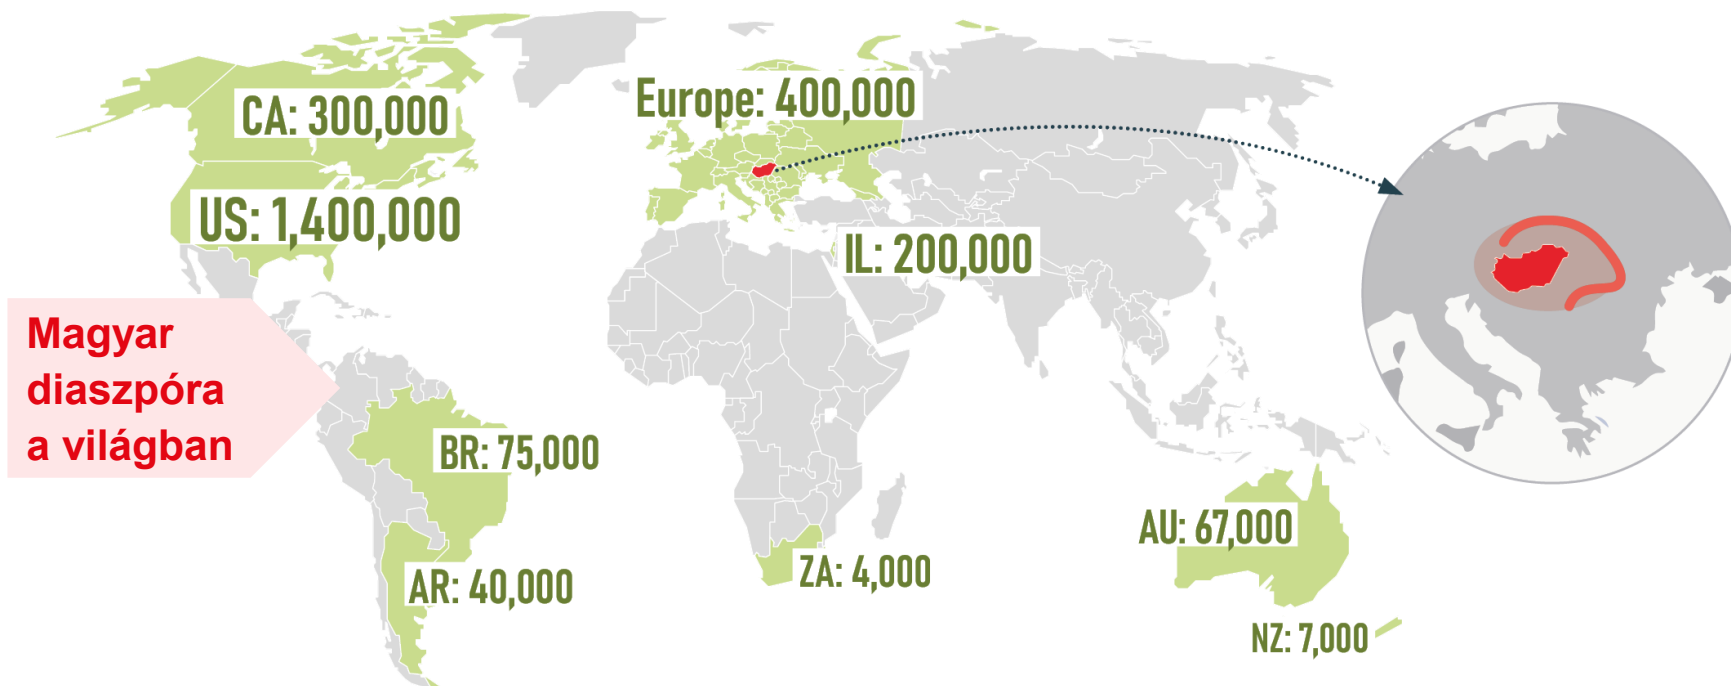 CA: 300,000
Europe: 400,000
US: 1,400,000
IL: 200,000
Magyar
diaszpóra
a világban
BR: 75,000
AU: 67,000
ZA: 4,000
AR: 40,000
NZ: 7,000